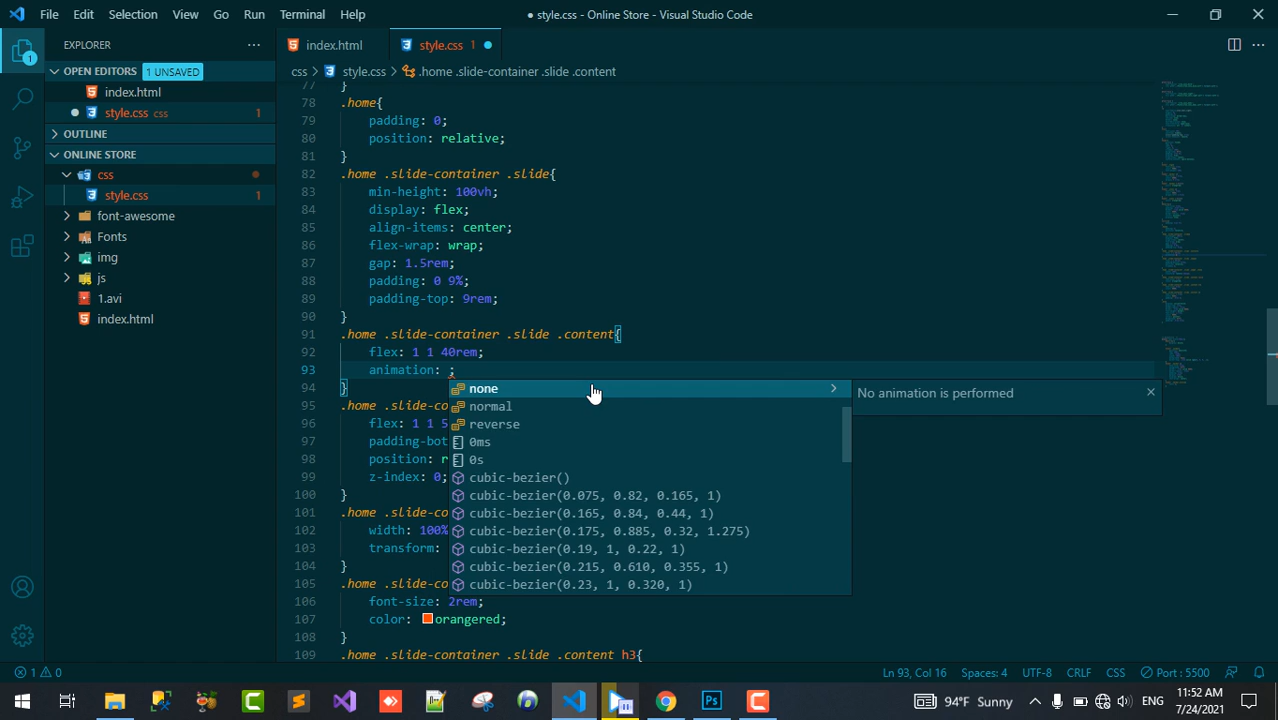 File Edit Selection View Go Run Terminal Help
● style.css - Online Store - Visual Studio Code
EXPLORER
OPEN EDITORS 1 UNSAVED
index.html
style.css css 1
OUTLINE
ONLINE STORE
css
style.css 1
font-awesome
Fonts
img
js
1.avi
index.html
1
index.html
style.css 1
css > style.css > .home .slide-container .slide .content
77 }
78 .home{
79 padding: 0;
80 position: relative;
81 }
82 .home .slide-container .slide{
83 min-height: 100vh;
84 display: flex;
85 align-items: center;
86 flex-wrap: wrap;
87 gap: 1.5rem;
88 padding: 0 9%;
89 padding-top: 9rem;
90 }
91 .home .slide-container .slide .content{
92 flex: 1 1 40rem;
93 animation: ;
94 }
95 .home .slide-co
96 flex: 1 1 5
97 padding-bot
98 position: r
99 z-index: 0;
100 }
101 .home .slide-co
102 width: 100%
103 transform:
104 }
105 .home .slide-co
106 font-size: 2rem;
107 color: orangered;
108 }
109 .home .slide-container .slide .content h3{
none
normal
reverse
0ms
0s
cubic-bezier()
cubic-bezier(0.075, 0.82, 0.165, 1)
cubic-bezier(0.165, 0.84, 0.44, 1)
cubic-bezier(0.175, 0.885, 0.32, 1.275)
cubic-bezier(0.19, 1, 0.22, 1)
cubic-bezier(0.215, 0.610, 0.355, 1)
cubic-bezier(0.23, 1, 0.320, 1)
No animation is performed
1 0
Ln 93, Col 16 Spaces: 4 UTF-8 CRLF CSS Port : 5500
94°F Sunny ENG 11:52 AM
7/24/2021